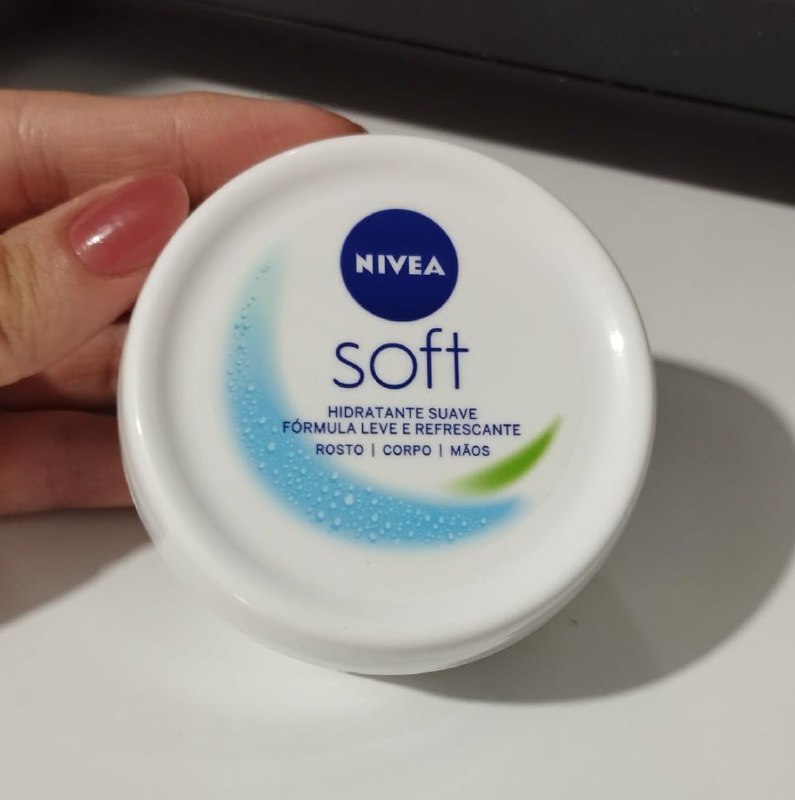 NIVEA
soft
HIDRATANTE SUAVE
FÓRMULA LEVE E REFRESCANTE
ROSTO | CORPO | MÃOS